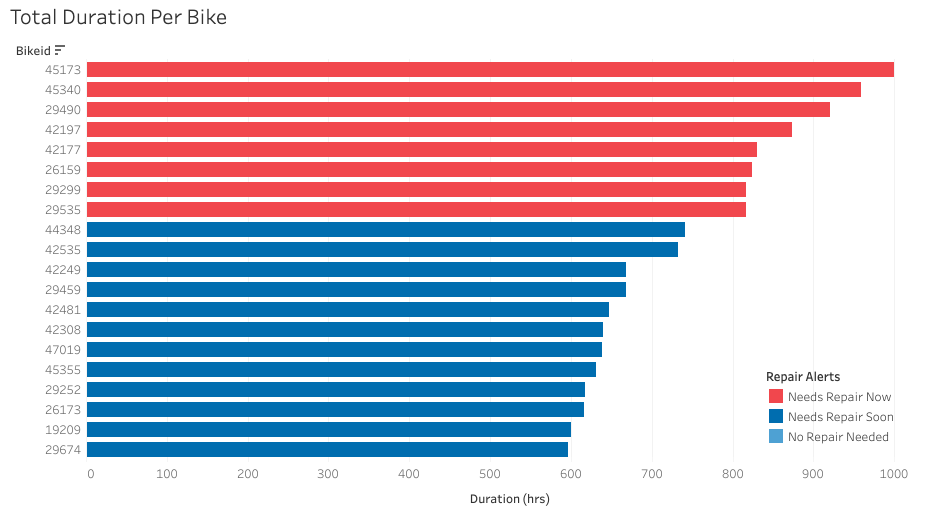 Total Duration Per Bike
Bikeid
45173
45340
29490
42197
42177
26159
29299
29535
44348
42535
42249
29459
42481
42308
47019
45355
29252
26173
19209
29674
Repair Alerts
Needs Repair Now
Needs Repair Soon
No Repair Needed
0 100 200 300 400 500 600 700 800 900 1000
Duration (hrs)